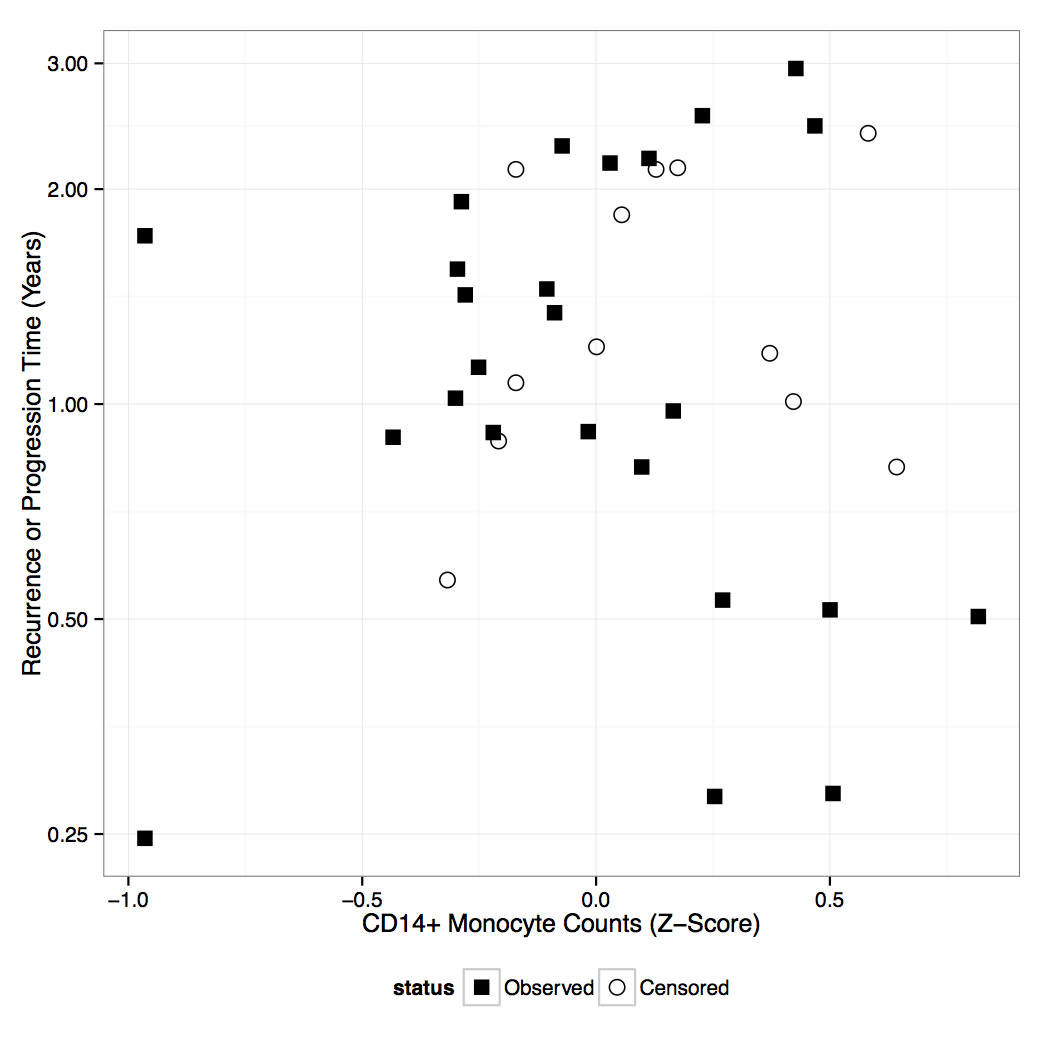 Recurrence or Progression Time (Years)
3.00
2.00
1.00
0.50
0.25
−1.0 −0.5 0.0 0.5
CD14+ Monocyte Counts (Z−Score)
status Observed Censored